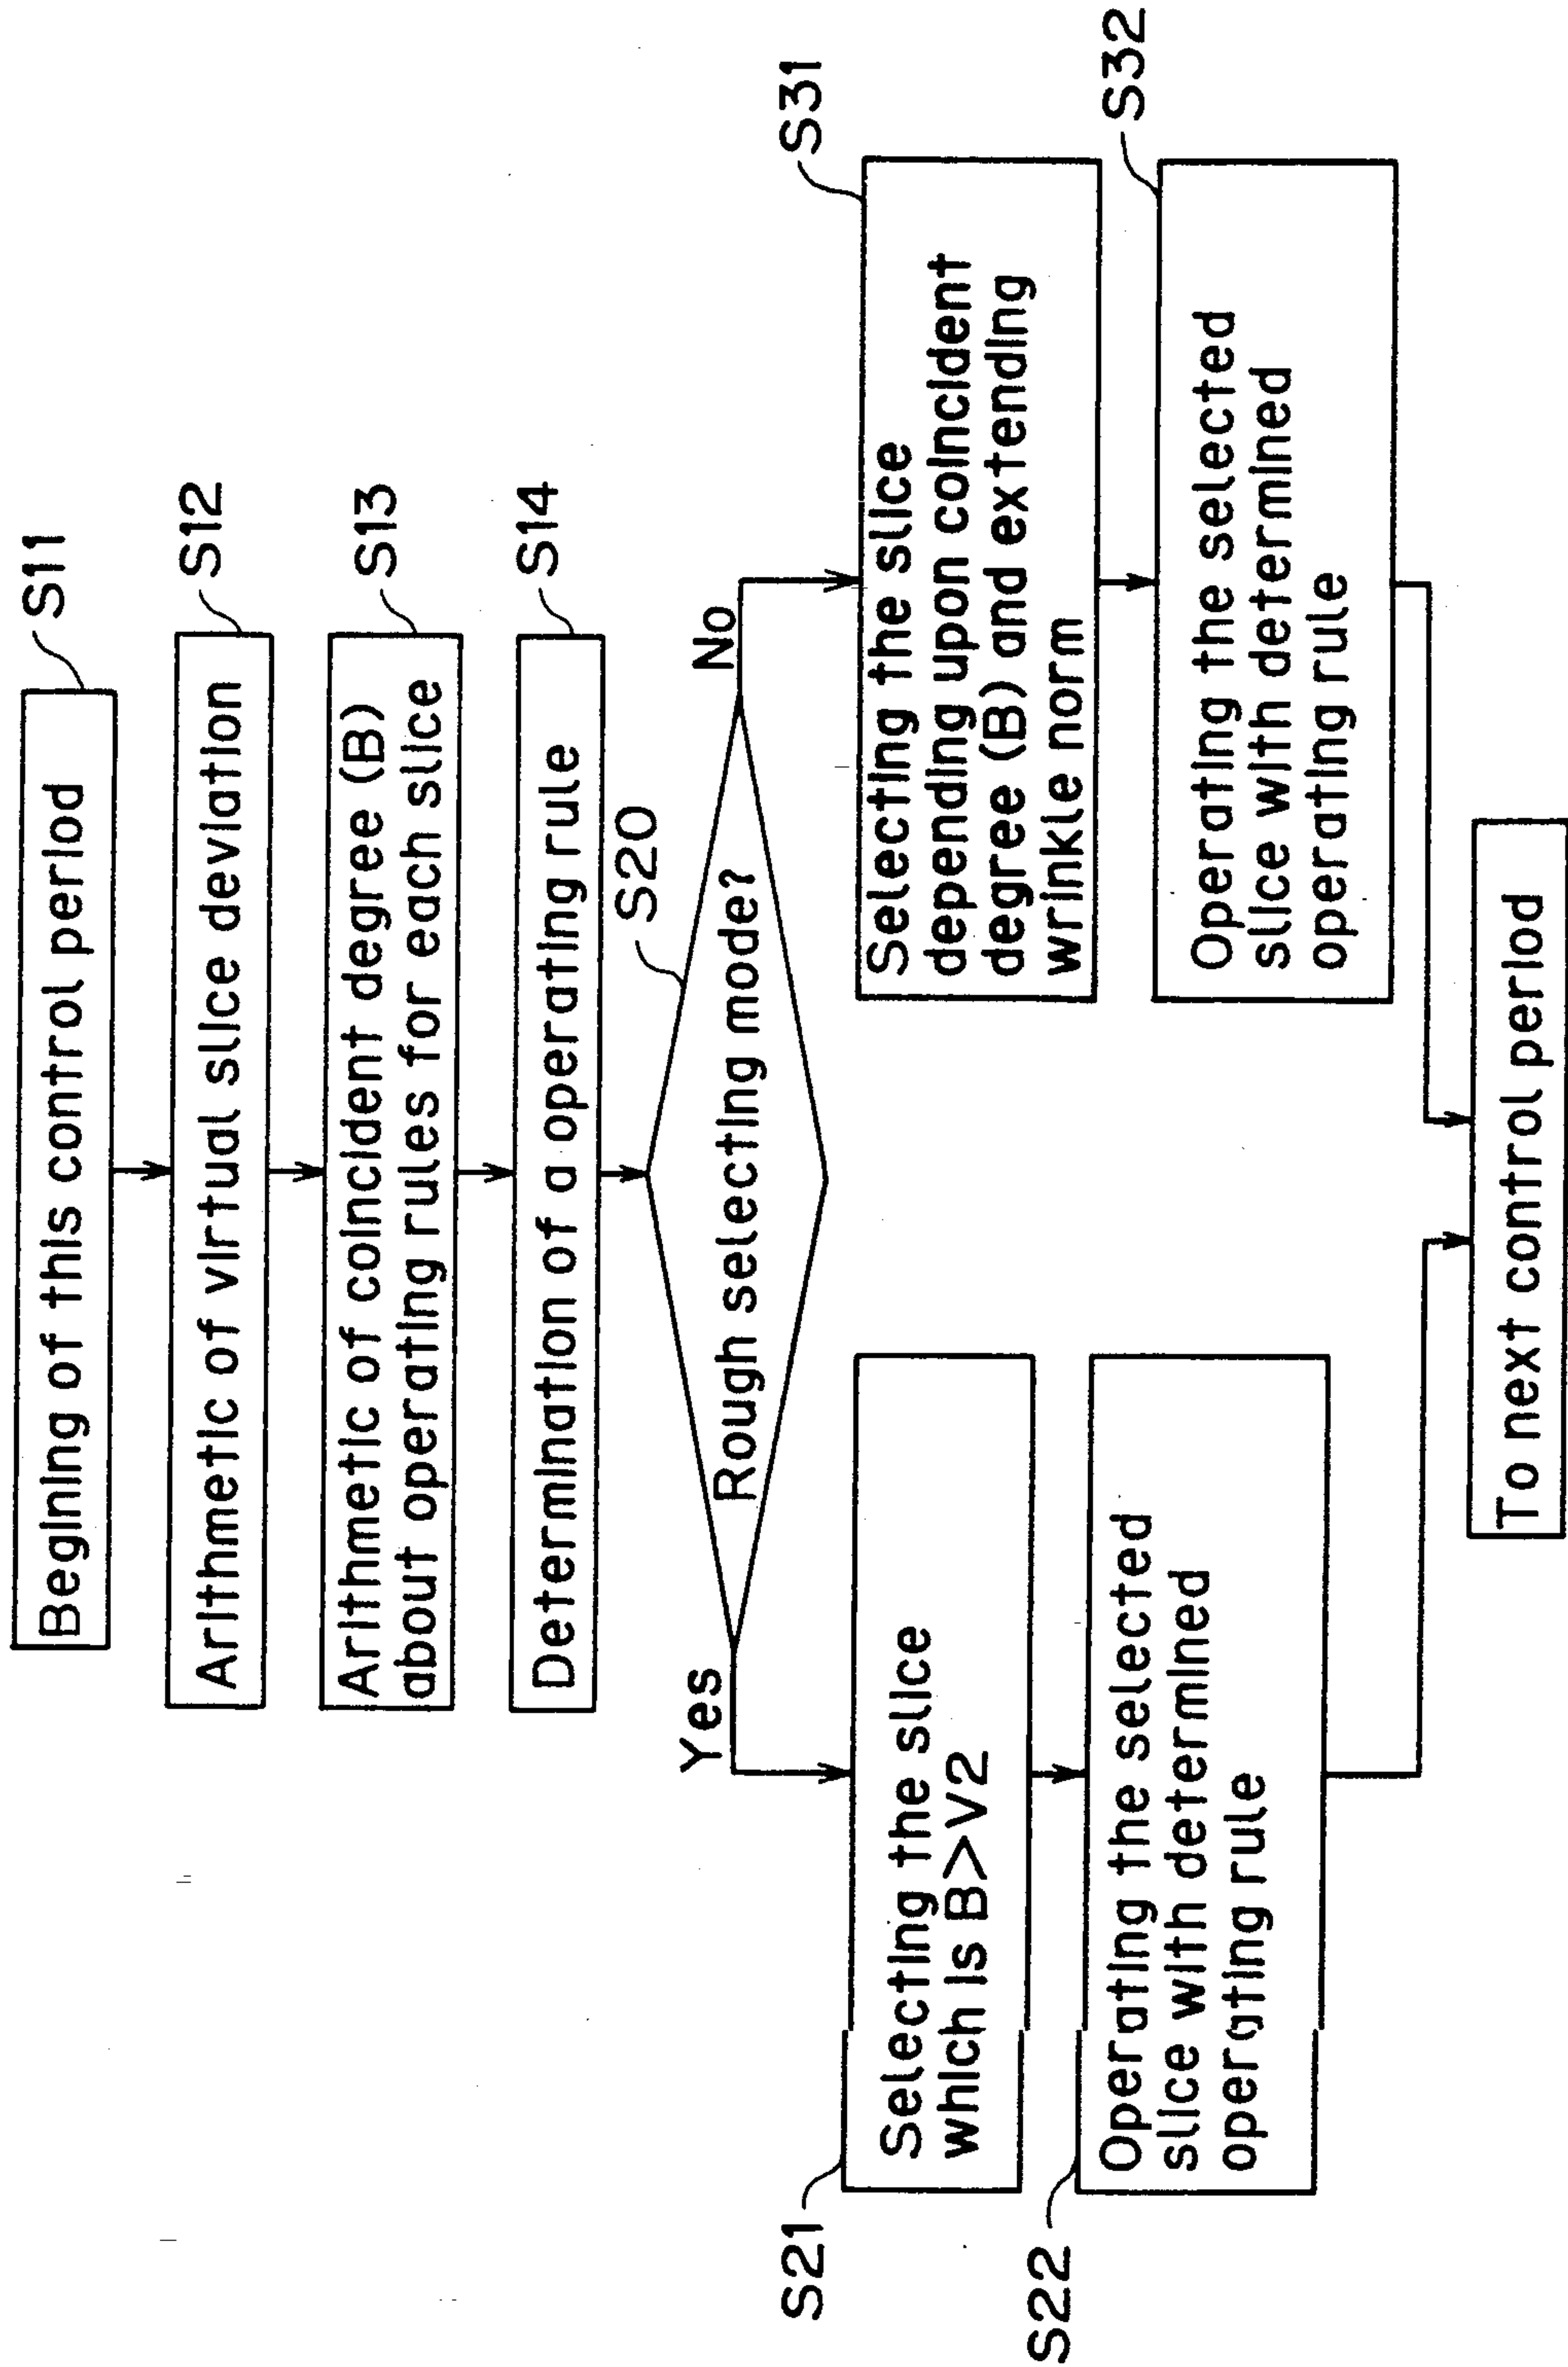 Begining of this control period
S11
Arithmetic of virtual slice deviation
S12
Arithmetic of coincident degree (B)
about operating rules for each slice
S13
Determination of a operating rule
S14
Rough selecting mode?
S20
Yes
No
S21
Selecting the slice
which is B>V2
S22
Operating the selected
slice with determined
operating rule
S31
Selecting the slice
depending upon coincident
degree (B) and extending
wrinkle norm
S32
Operating the selected
slice with determined
operating rule
To next control period